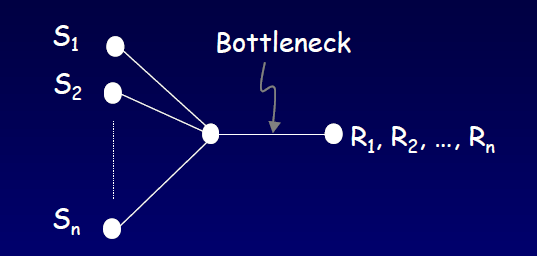 S1
Bottleneck
S2
R1, R2, ..., Rn
Sn